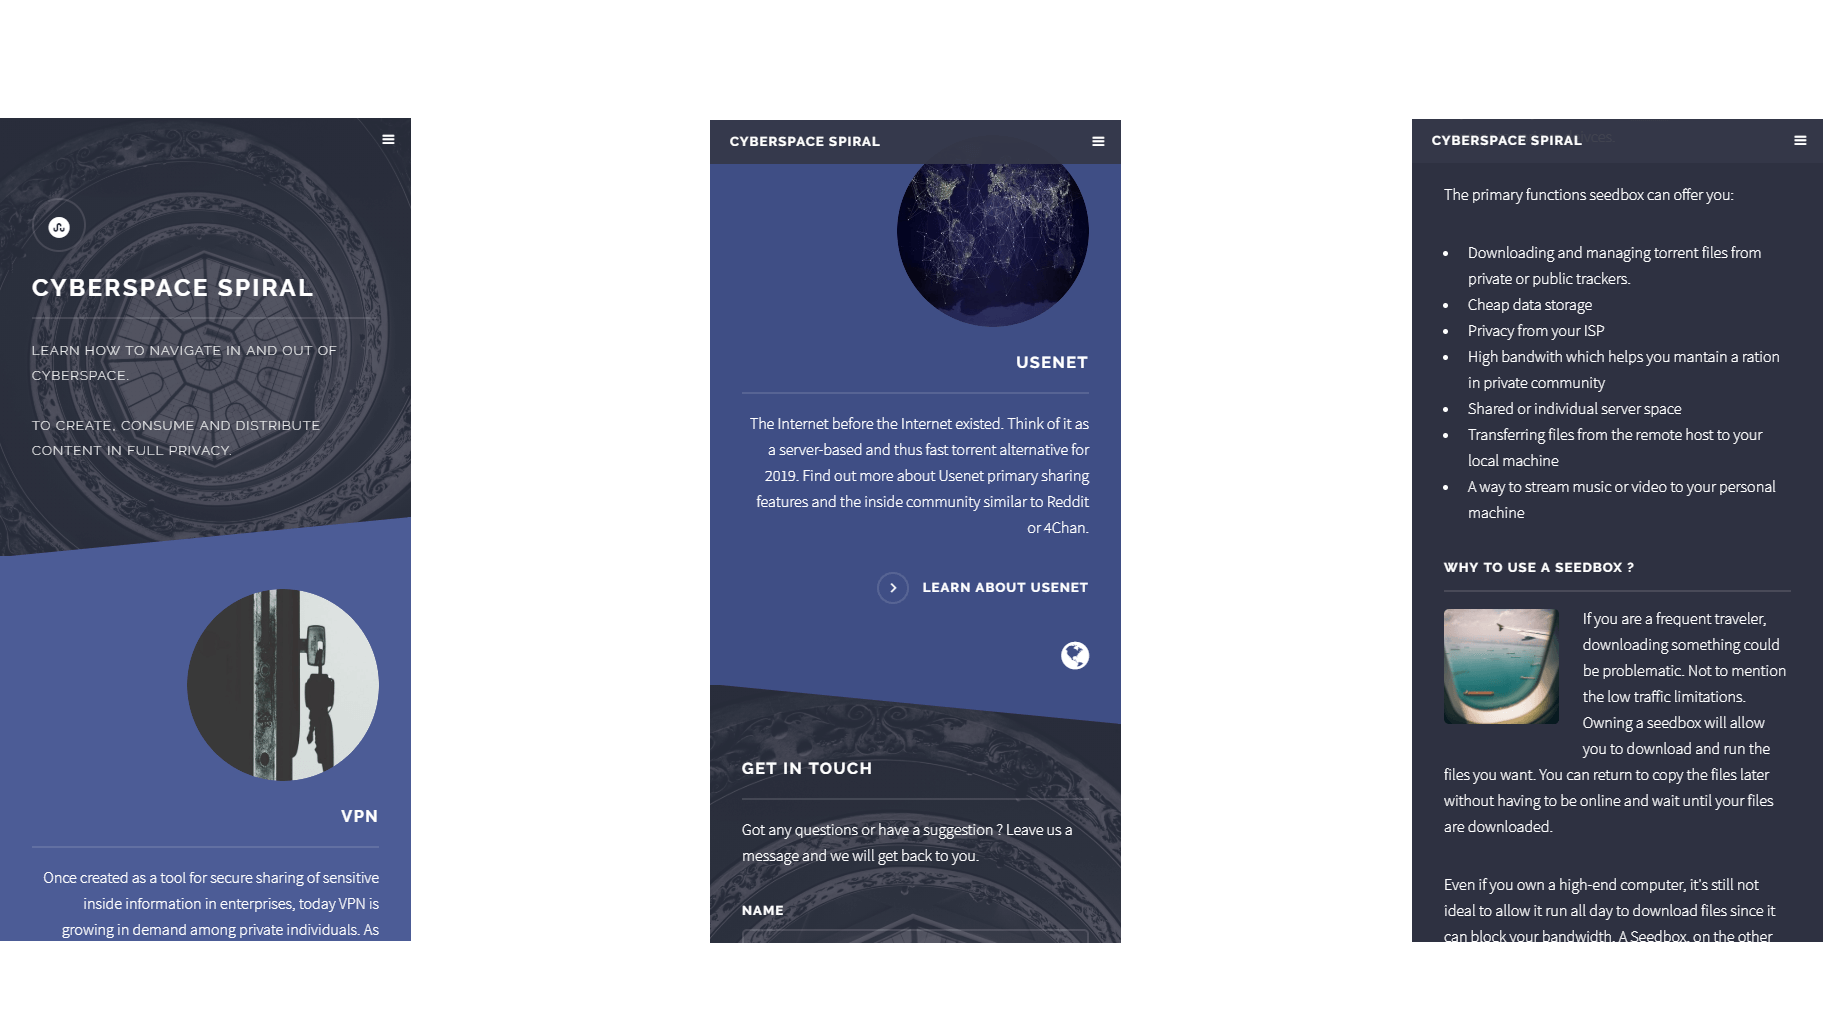 CYBERSPACE SPIRAL
LEARN HOW TO NAVIGATE IN AND OUT OF
CYBERSPACE.
TO CREATE, CONSUME AND DISTRIBUTE
CONTENT IN FULL PRIVACY.
VPN
Once created as a tool for secure sharing of sensitive
inside information in enterprises, today VPN is
growing in demand among private individuals. As
CYBERSPACE SPIRAL
USENET
The Internet before the Internet existed. Think of it as
a server-based and thus fast torrent alternative for
2019. Find out more about Usenet primary sharing
features and the inside community similar to Reddit
or 4Chan.
LEARN ABOUT USENET
GET IN TOUCH
Got any questions or have a suggestion ? Leave us a
message and we will get back to you.
NAME
CYBERSPACE SPIRAL
The primary functions seedbox can offer you:
• Downloading and managing torrent files from
private or public trackers.
• Cheap data storage
• Privacy from your ISP
• High bandwith which helps you mantain a ration
in private community
• Shared or individual server space
• Transferring files from the remote host to your
local machine
• A way to stream music or video to your personal
machine
WHY TO USE A SEEDBOX ?
If you are a frequent traveler,
downloading something could
be problematic. Not to mention
the low traffic limitations.
Owning a seedbox will allow
you to download and run the
files you want. You can return to copy the files later
without having to be online and wait until your files
are downloaded.
Even if you own a high-end computer, it's still not
ideal to allow it run all day to download files since it
can block your bandwidth. A Seedbox, on the other